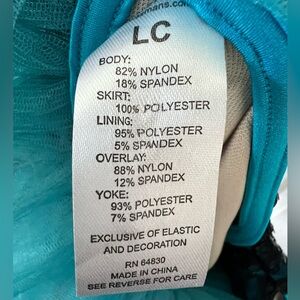 LC
BODY:
82% NYLON
18% SPANDEX
SKIRT:
100% POLYESTER
LINING:
95% POLYESTER
5% SPANDEX
OVERLAY:
88% NYLON
12% SPANDEX
YOKE:
93% POLYESTER
7% SPANDEX
EXCLUSIVE OF ELASTIC
AND DECORATION
RN 64830
MADE IN CHINA
SEE REVERSE FOR CARE